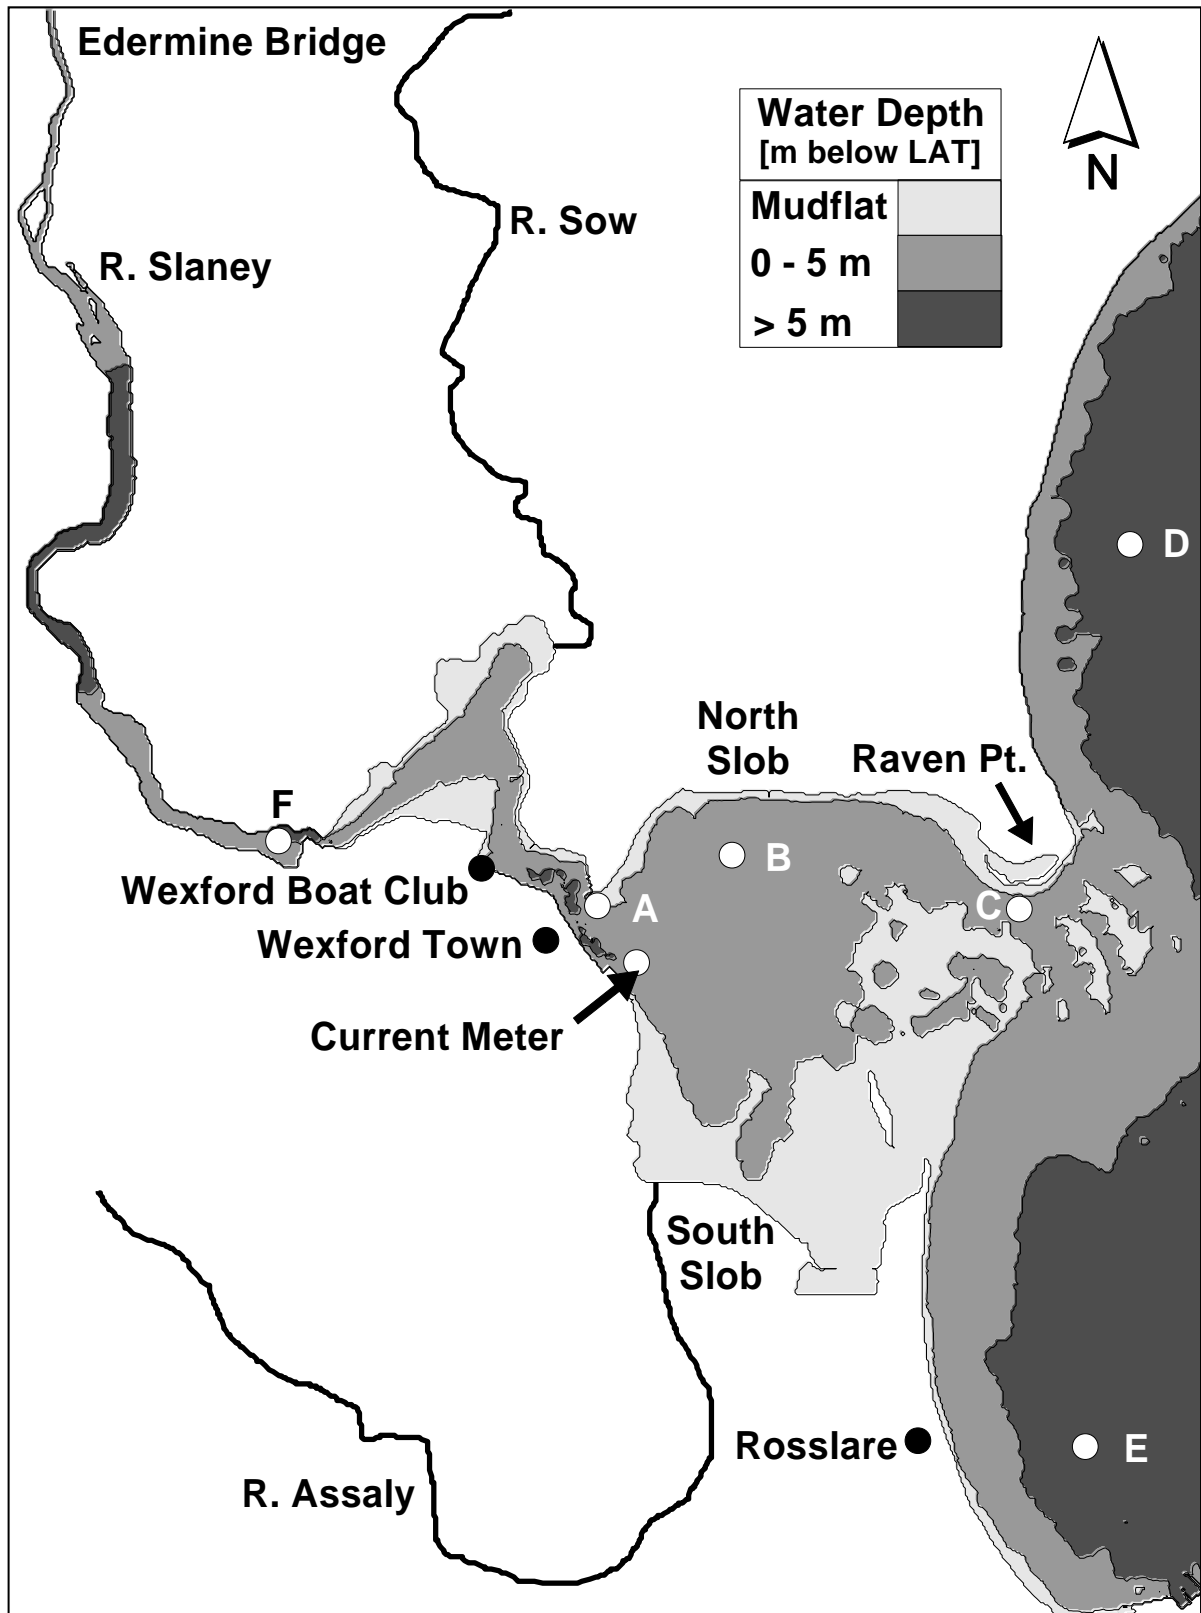 Edermine Bridge
Water Depth
[m below LAT]
Mudflat
0 - 5 m
> 5 m
N
R. Sow
R. Slaney
D
North
Slob
Raven Pt.
F
B
Wexford Boat Club
A
C
Wexford Town
Current Meter
South
Slob
Rosslare
E
R. Assaly